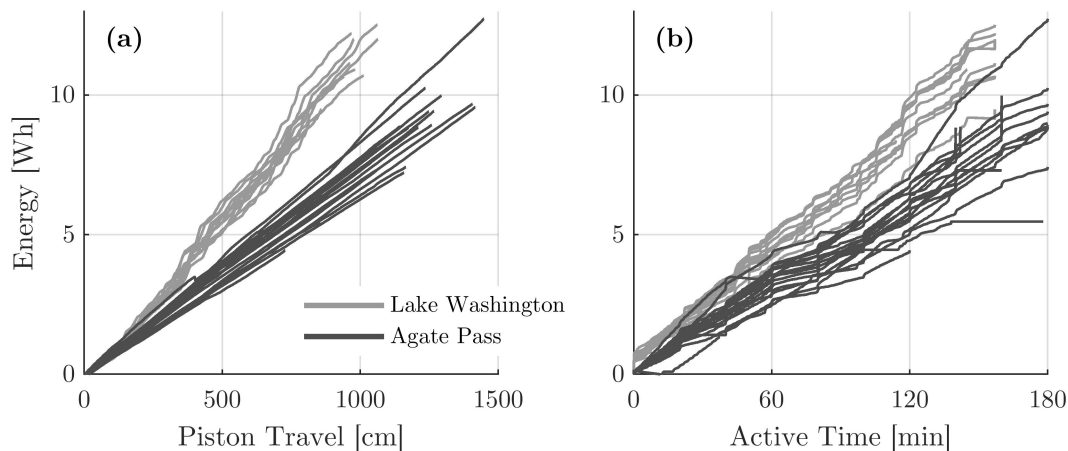 (a)
Energy [Wh]
10
5
0
Lake Washington
Agate Pass
0 500 1000 1500
Piston Travel [cm]
(b)
10
5
0
0 60 120 180
Active Time [min]